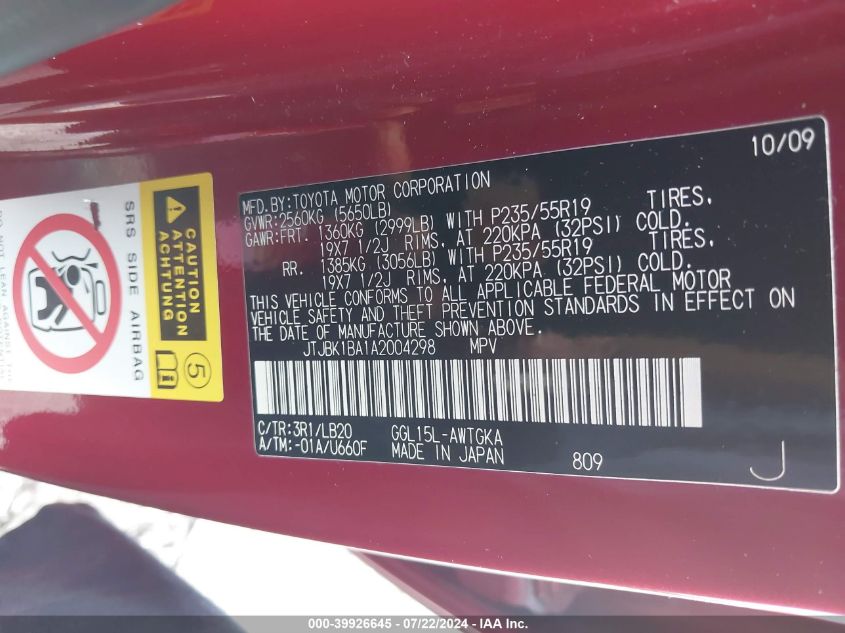 10/09
MFD. BY:TOYOTA MOTOR CORPORATION
GVWR:2560KG (5650LB)
GAWR:FRT. 1360KG (2999LB) WITH P235/55R19 TIRES,
19X7 1/2J RIMS, AT 220KPA (32PSI) COLD.
RR. 1385KG (3056LB) WITH P235/55R19 TIRES,
19X7 1/2J RIMS, AT 220KPA (32PSI) COLD.
THIS VEHICLE CONFORMS TO ALL APPLICABLE FEDERAL MOTOR
VEHICLE SAFETY AND THEFT PREVENTION STANDARDS IN EFFECT ON
THE DATE OF MANUFACTURE SHOWN ABOVE.
JTJBK1BA1A2004298 MPV
C/TR:3R1/LB20 GGL15L-AWTGKA
A/TM:-01A/U660F MADE IN JAPAN 809 J
SRS SIDE AIRBAG
CAUTION
ATTENTION
ACHTUNG
5
000-39926645 / 07/22/2024 - IAA Inc.